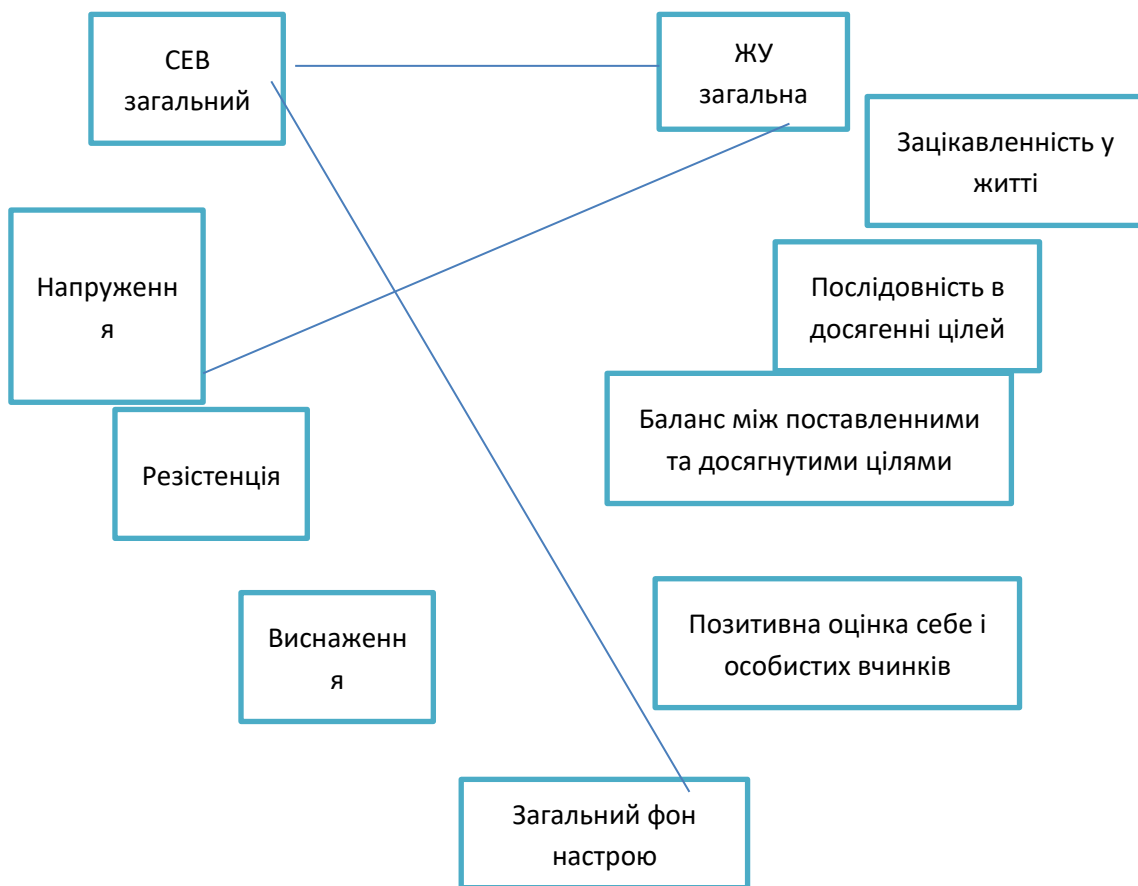 СЕВ
загальний
ЖУ
загальна
Зацікавленність у
житті
Напруженн
я
Послідовність в
досягенні цілей
Баланс між поставленними
та досягнутими цілями
Резістенція
Виснаженн
я
Позитивна оцінка себе і
особистих вчинків
Загальний фон
настрою